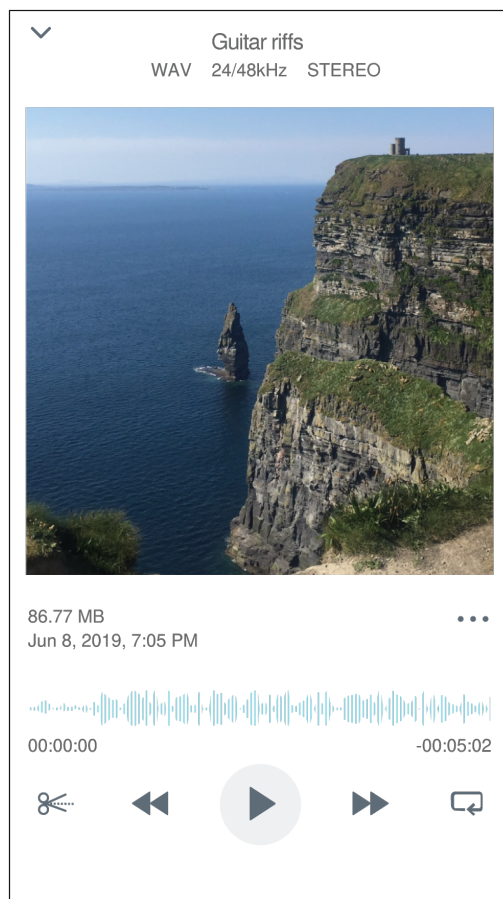 Guitar riffs
WAV 24/48kHz STEREO
86.77 MB
Jun 8, 2019, 7:05 PM
00:00:00
-00:05:02